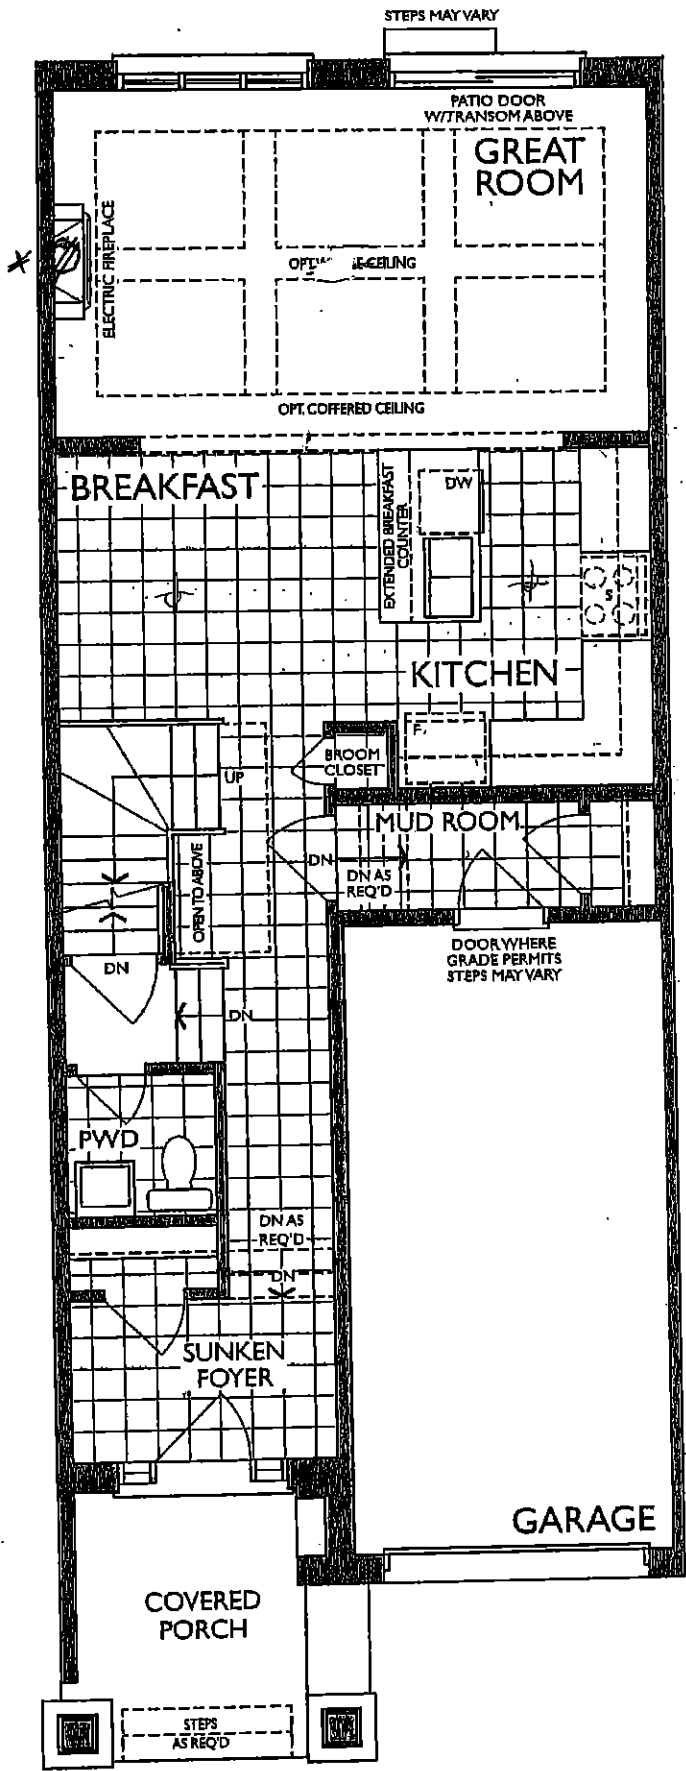 STEPS MAY VARY
PATIO DOOR
W/TRANSOM ABOVE
GREAT
ROOM
ELECTRIC FIREPLACE
CEILING
OPT. COFFERED CEILING
BREAKFAST
EXTENDED BREAKFAST
COUNTER
DW
S
KITCHEN
F.
BROOM
CLOSET
UP
MUD ROOM
DN
DN AS
REQ'D
OPEN TO ABOVE
DOOR WHERE
GRADE PERMITS
STEPS MAY VARY
DN
DN
PWD
DN AS
REQ'D
DN
SUNKEN
FOYER
GARAGE
COVERED
PORCH
STEPS
AS REQ'D